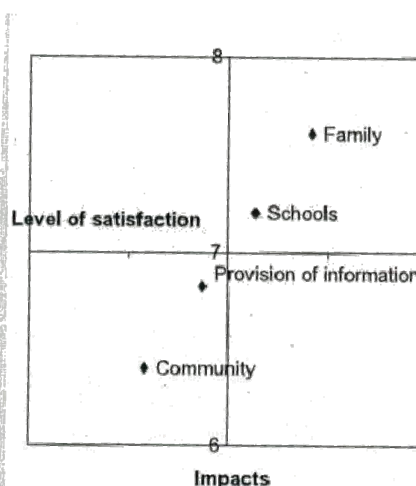 8
Family
Schools
Level of satisfaction
7
Provision of information
Community
6
Impacts